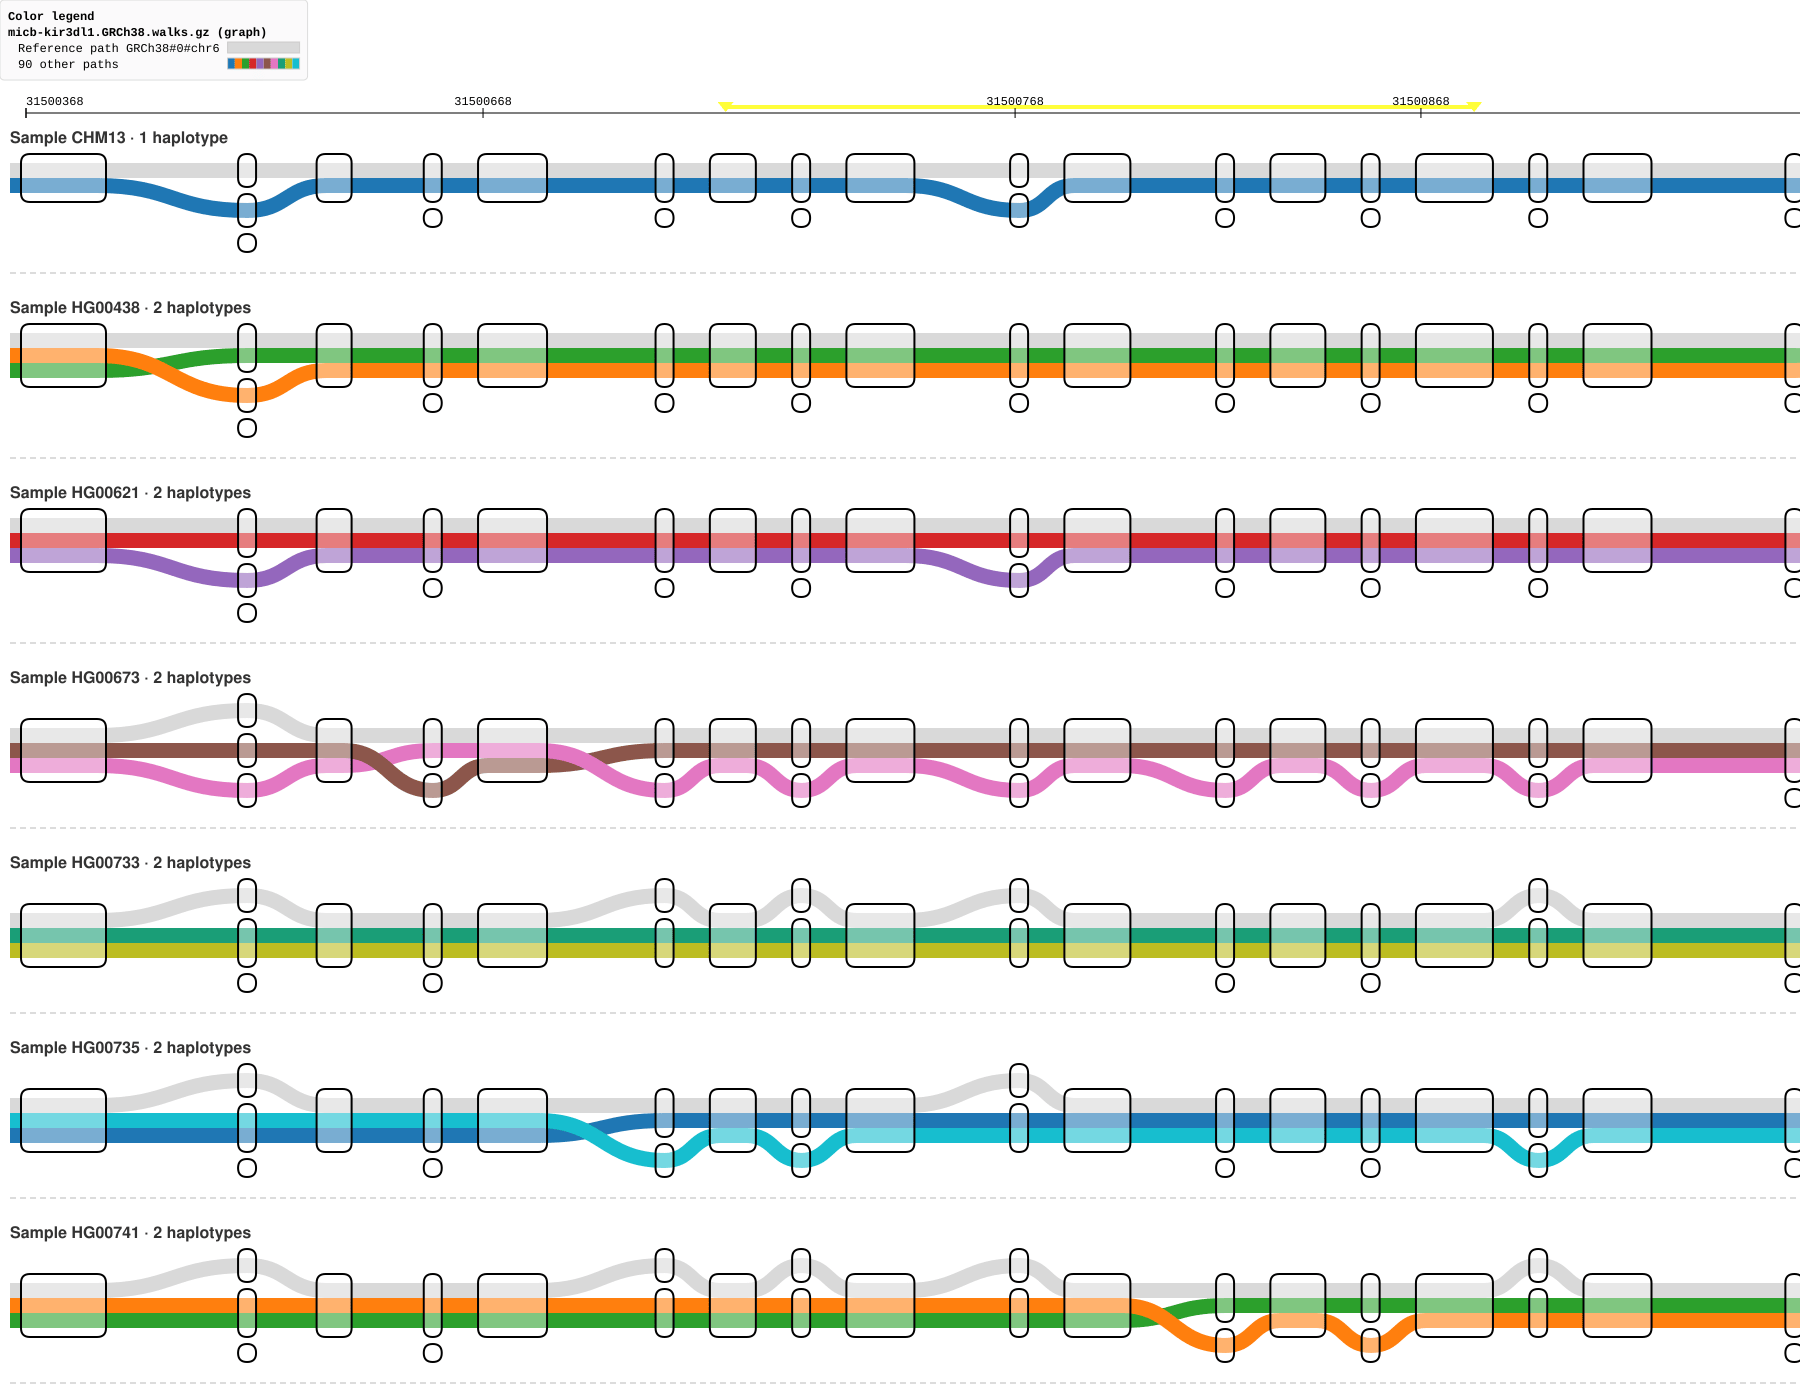 Color legend
micb-kir3dl1.GRCh38.walks.gz (graph)
Reference path GRCh38#0#chr6
90 other paths
31500368 31500668 31500768 31500868
Sample CHM13 · 1 haplotype
Sample HG00438 · 2 haplotypes
Sample HG00621 · 2 haplotypes
Sample HG00673 · 2 haplotypes
Sample HG00733 · 2 haplotypes
Sample HG00735 · 2 haplotypes
Sample HG00741 · 2 haplotypes